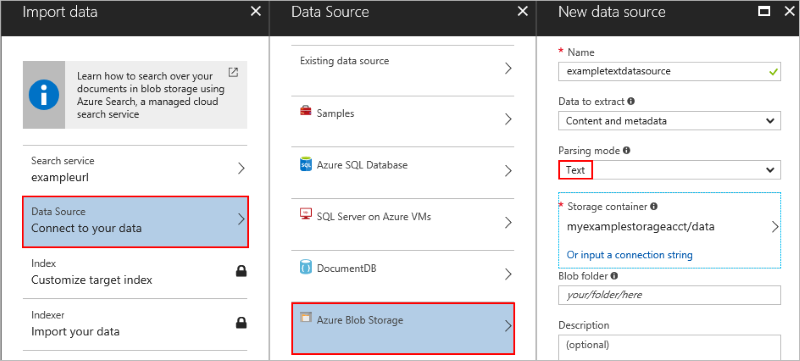 Import data
Learn how to search over your
documents in blob storage using
Azure Search, a managed cloud
search service
Search service
exampleurl
Data Source
Connect to your data
Index
Customize target index
Indexer
Import your data
Data Source
Existing data source
Samples
SQL
Azure SQL Database
SQL Server on Azure VMs
DocumentDB
Azure Blob Storage
New data source
* Name
exampletextdatasource
Data to extract
Content and metadata
Parsing mode
Text
* Storage container
myexamplestorageacct/data
Or input a connection string
Blob folder
your/folder/here
Description
(optional)